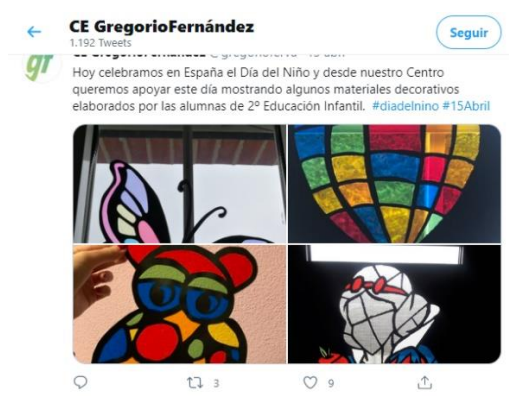 CE GregorioFernández
1.192 Tweets
Seguir
gf
Hoy celebramos en España el Día del Niño y desde nuestro Centro
queremos apoyar este día mostrando algunos materiales decorativos
elaborados por las alumnas de 2º Educación Infantil. #diadelnino #15Abril
3
9